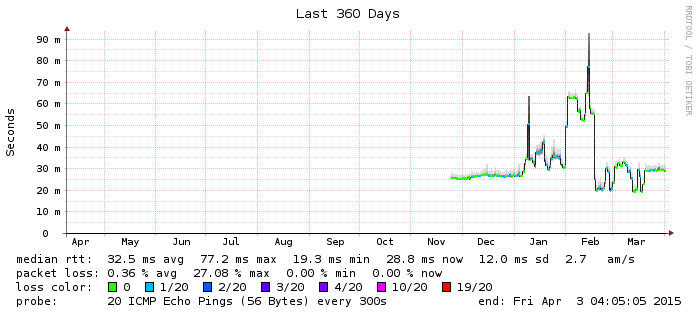 Last 360 Days
RRDTOOL / TOBI OETIKER
Seconds
90 m
80 m
70 m
60 m
50 m
40 m
30 m
20 m
10 m
0
Apr May Jun Jul Aug Sep Oct Nov Dec Jan Feb Mar
median rtt: 32.5 ms avg 77.2 ms max 19.3 ms min 28.8 ms now 12.0 ms sd 2.7 am/s
packet loss: 0.36 % avg 27.08 % max 0.00 % min 0.00 % now
loss color: 0 1/20 2/20 3/20 4/20 10/20 19/20
probe: 20 ICMP Echo Pings (56 Bytes) every 300s end: Fri Apr 3 04:05:05 2015